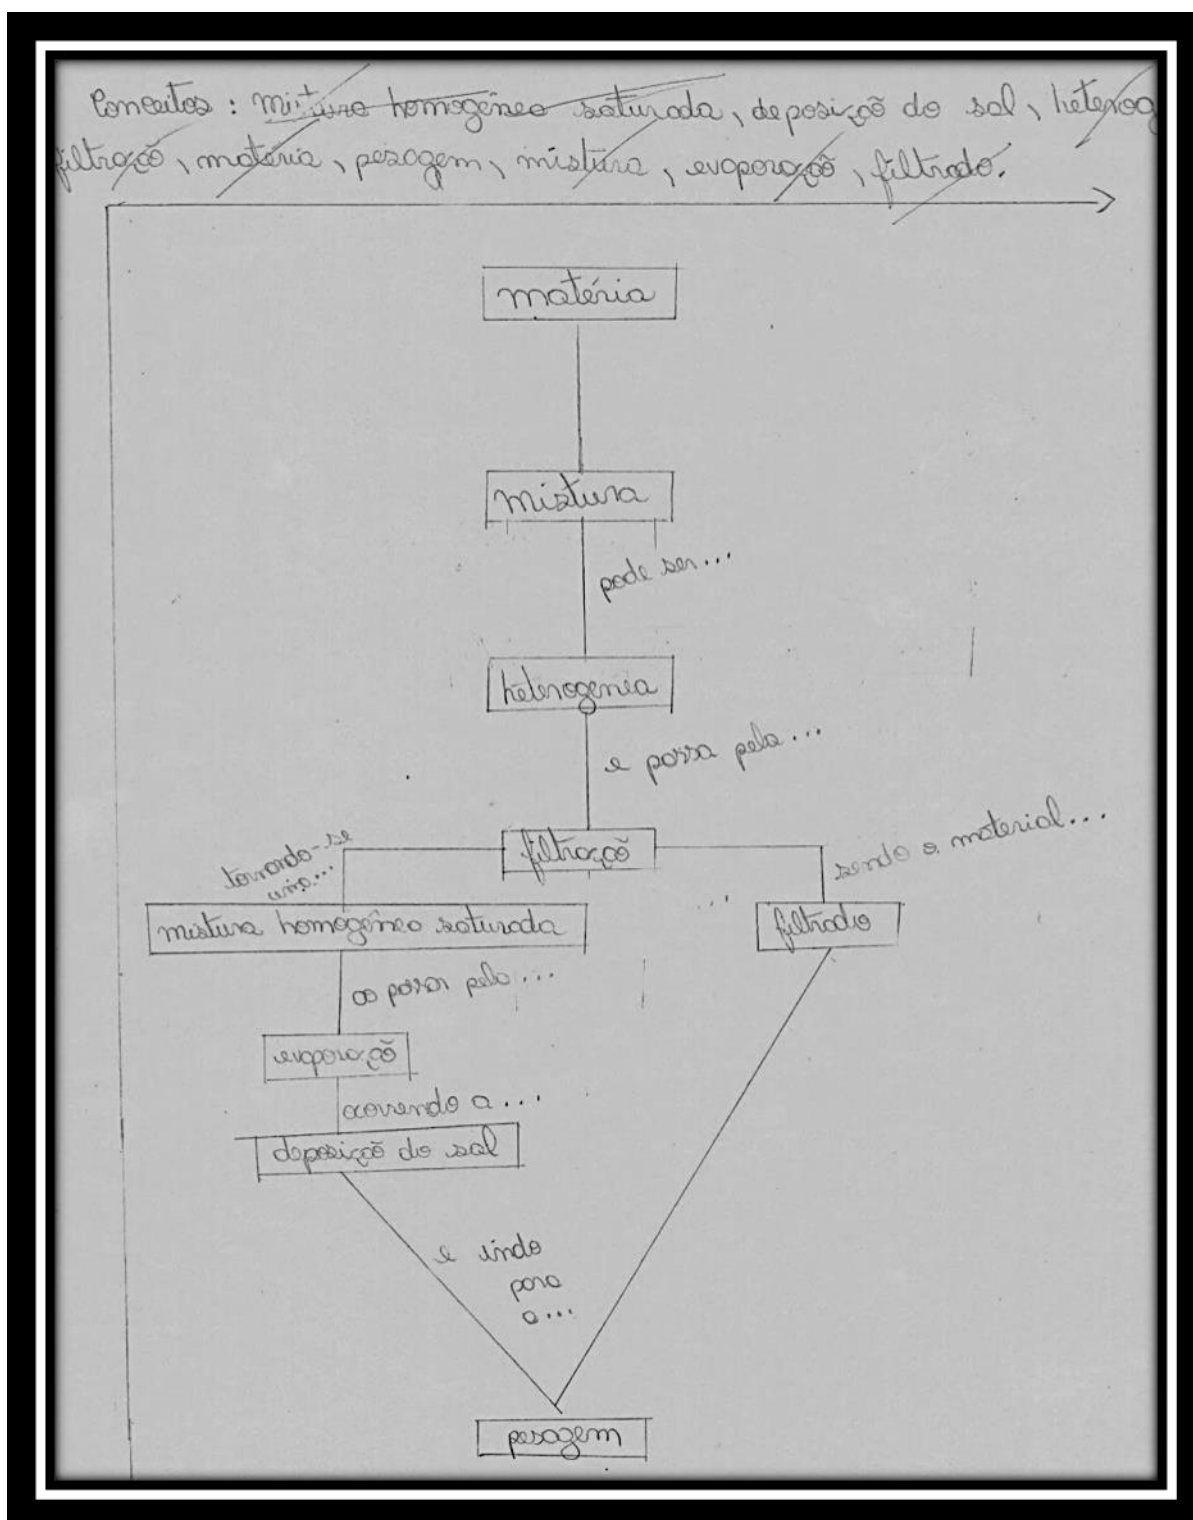 Conceitos : mistura homogêneo saturada, deposição do sal, heterog
filtração, matéria, pesagem, mistura, evaporação, filtrado.
matéria
mistura
pode ser...
heterogenia
e passa pela...
filtração
tornando-se
uma...
sendo o material...
mistura homogêneo saturada
filtrado
ao passar pela...
evaporação
ocorrendo a...
deposição do sal
e indo
para
a...
pesagem